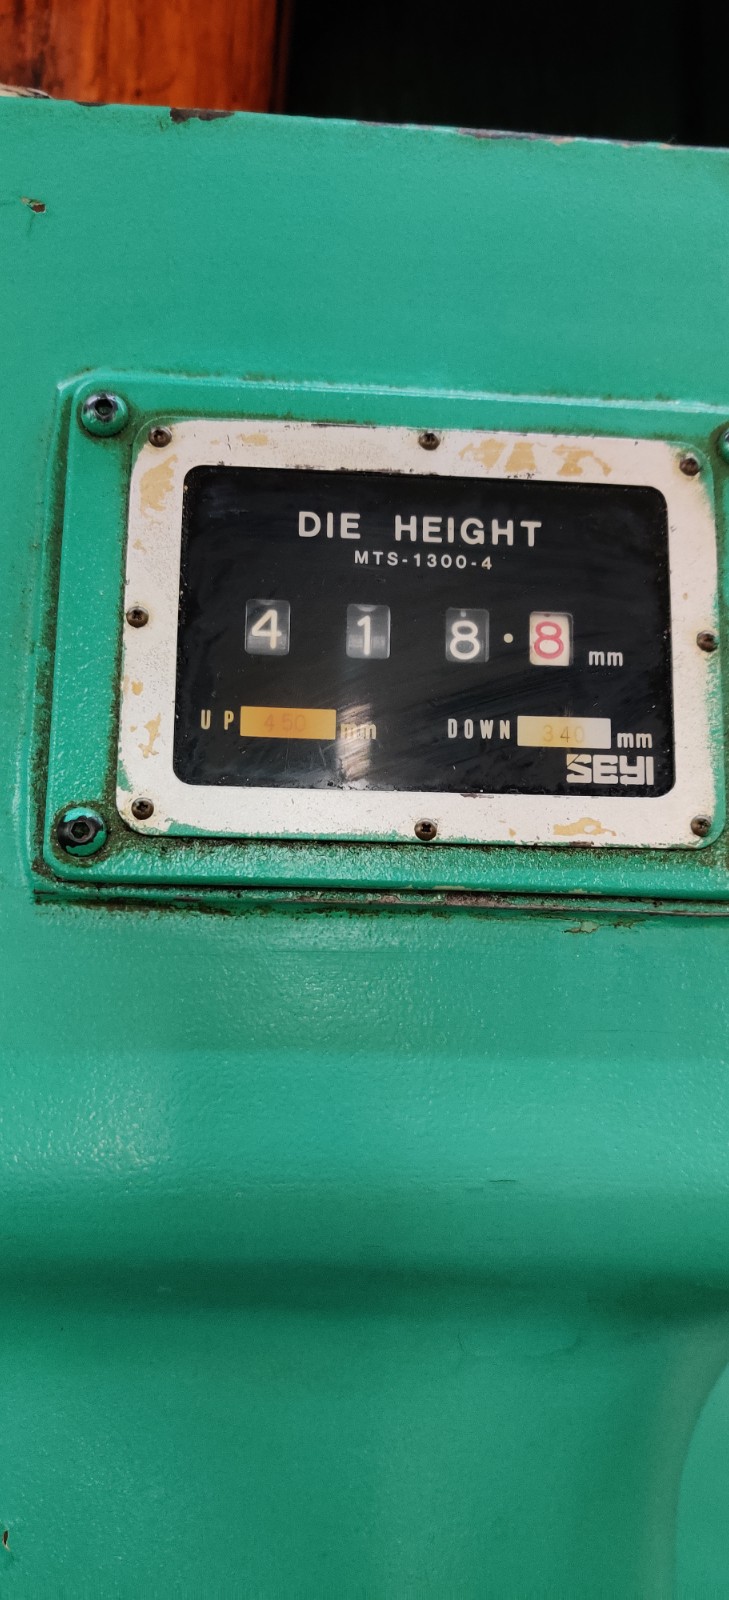 DIE HEIGHT
MTS-1300-4
4 1 8 · 8 mm
UP 450 mm DOWN 340 mm
SEYI